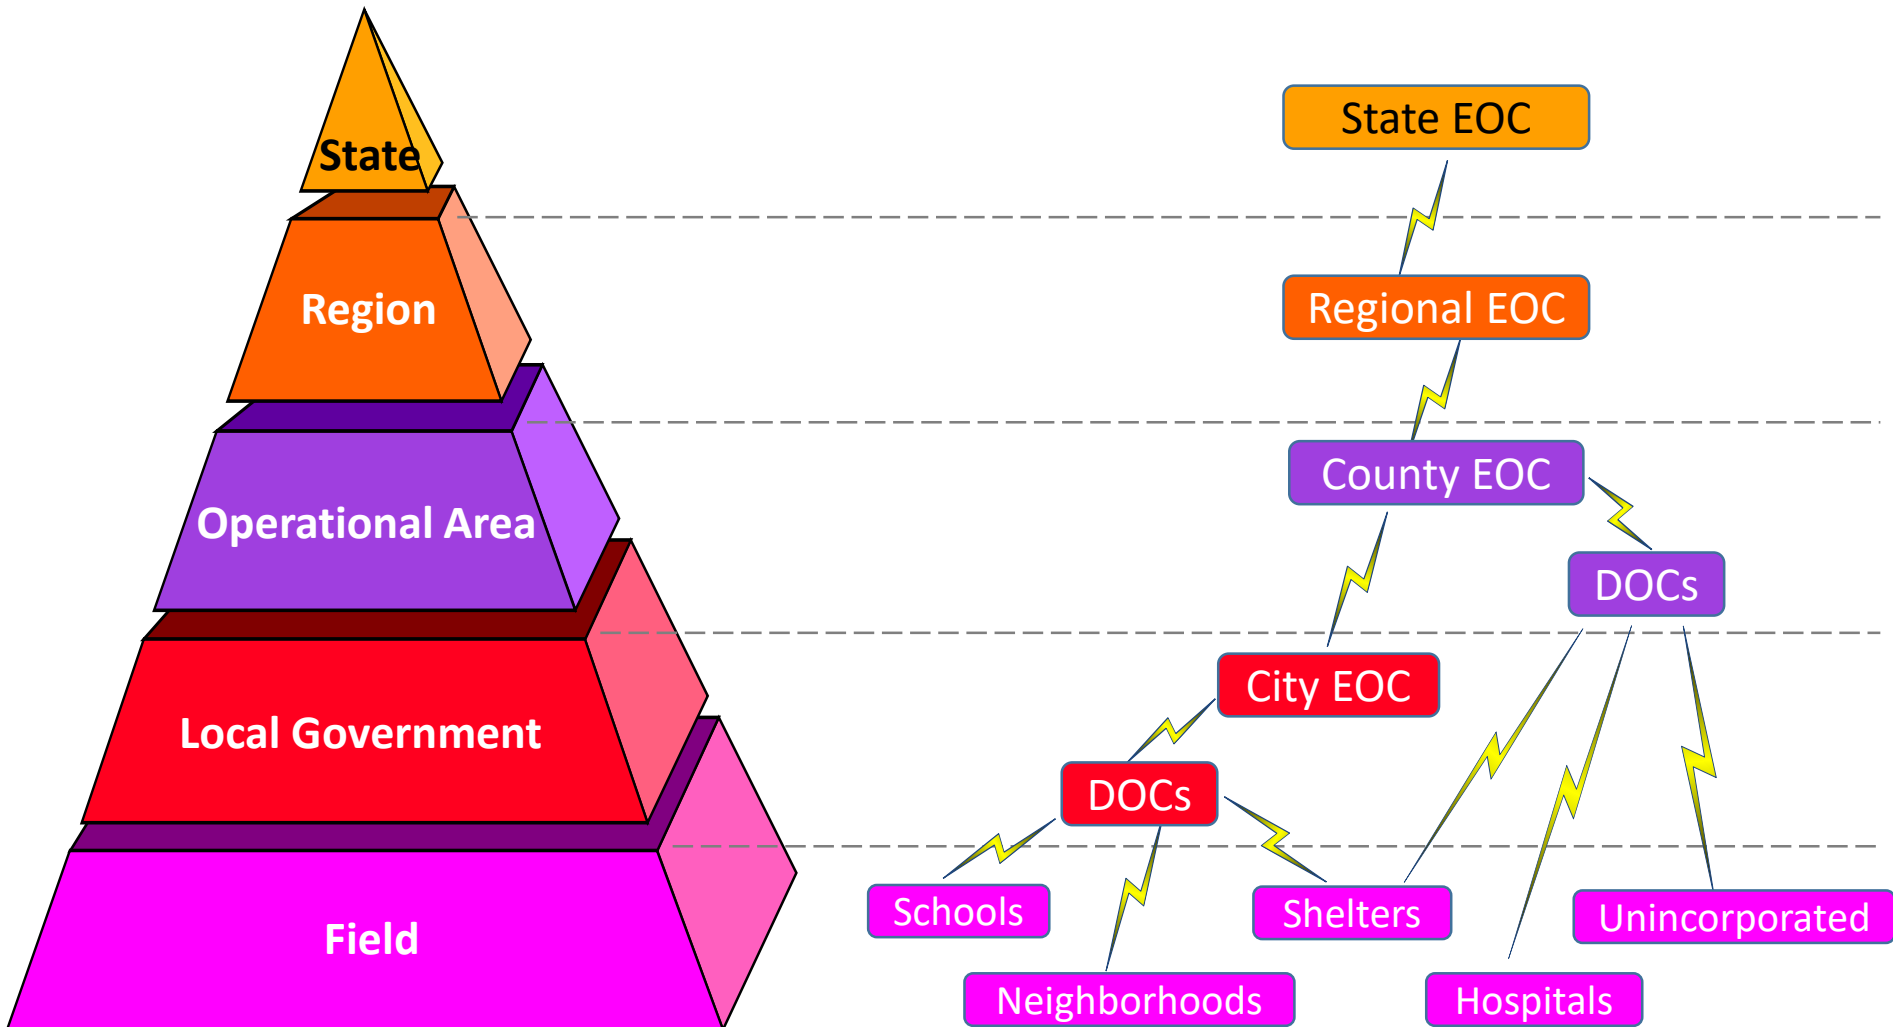 State
Region
Operational Area
Local Government
Field
State EOC
Regional EOC
County EOC
DOCs
City EOC
DOCs
Schools
Shelters
Unincorporated
Neighborhoods
Hospitals